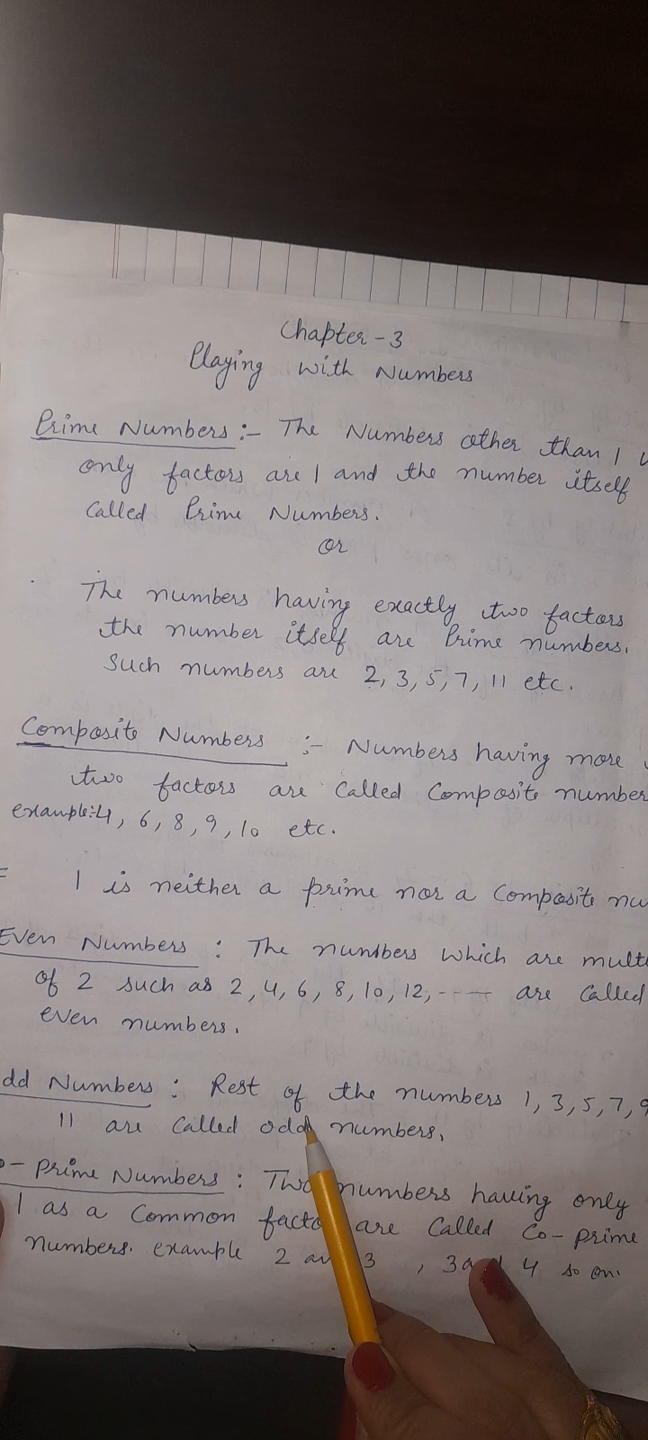 Chapter - 3
Playing with Numbers
Prime Numbers :- The Numbers other than 1
only factors are 1 and the number itself
called Prime Numbers.
or
The numbers having exactly two factors
the number itself are Prime numbers.
Such numbers are 2, 3, 5, 7, 11 etc.
Composite Numbers :- Numbers having more
two factors are called Composite number
example:- 4, 6, 8, 9, 10 etc.
1 is neither a prime nor a Composite nu
Even Numbers : The numbers which are mult
of 2 such as 2, 4, 6, 8, 10, 12, ---- are called
even numbers.
dd Numbers : Rest of the numbers 1, 3, 5, 7, 9
11 are called odd numbers,
o - prime Numbers : Two numbers having only
1 as a Common facto are called Co-prime
numbers. example 2 an 3 , 3 a 4 so on.